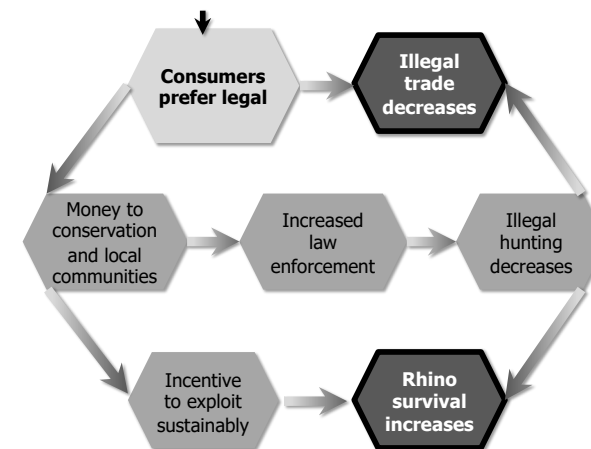 Consumers
prefer legal
Illegal
trade
decreases
Money to
conservation
and local
communities
Increased
law
enforcement
Illegal
hunting
decreases
Incentive
to exploit
sustainably
Rhino
survival
increases